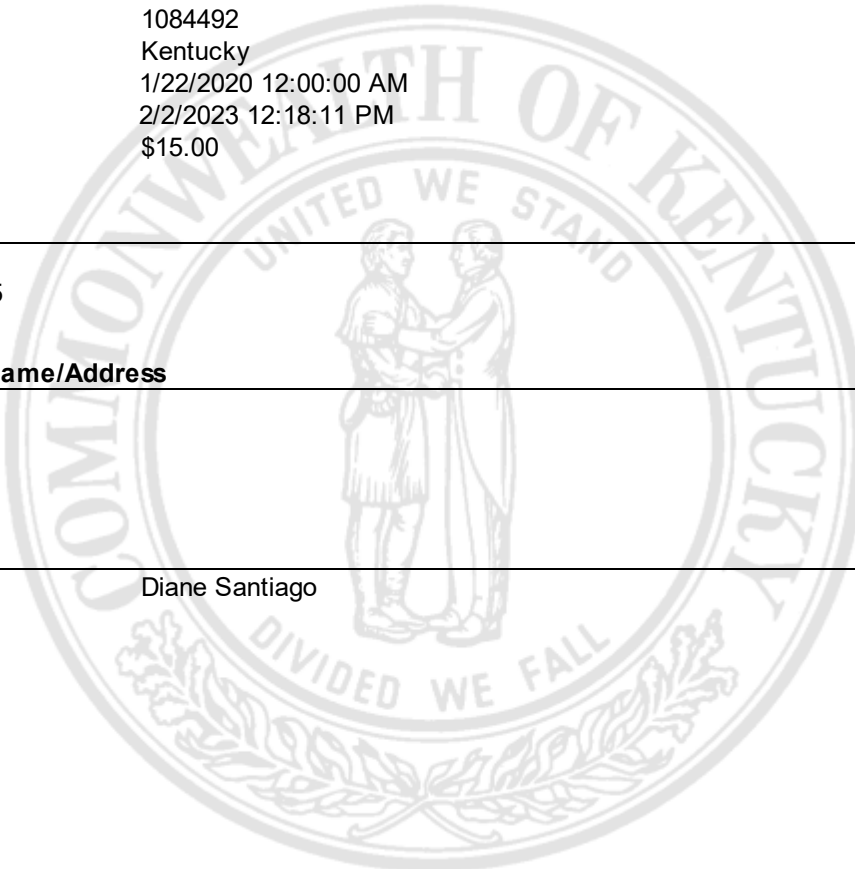 1084492
Kentucky
1/22/2020 12:00:00 AM
2/2/2023 12:18:11 PM
$15.00
COMMONWEALTH OF KENTUCKY
UNITED WE STAND
ame/Address
Diane Santiago
DIVIDED WE FALL